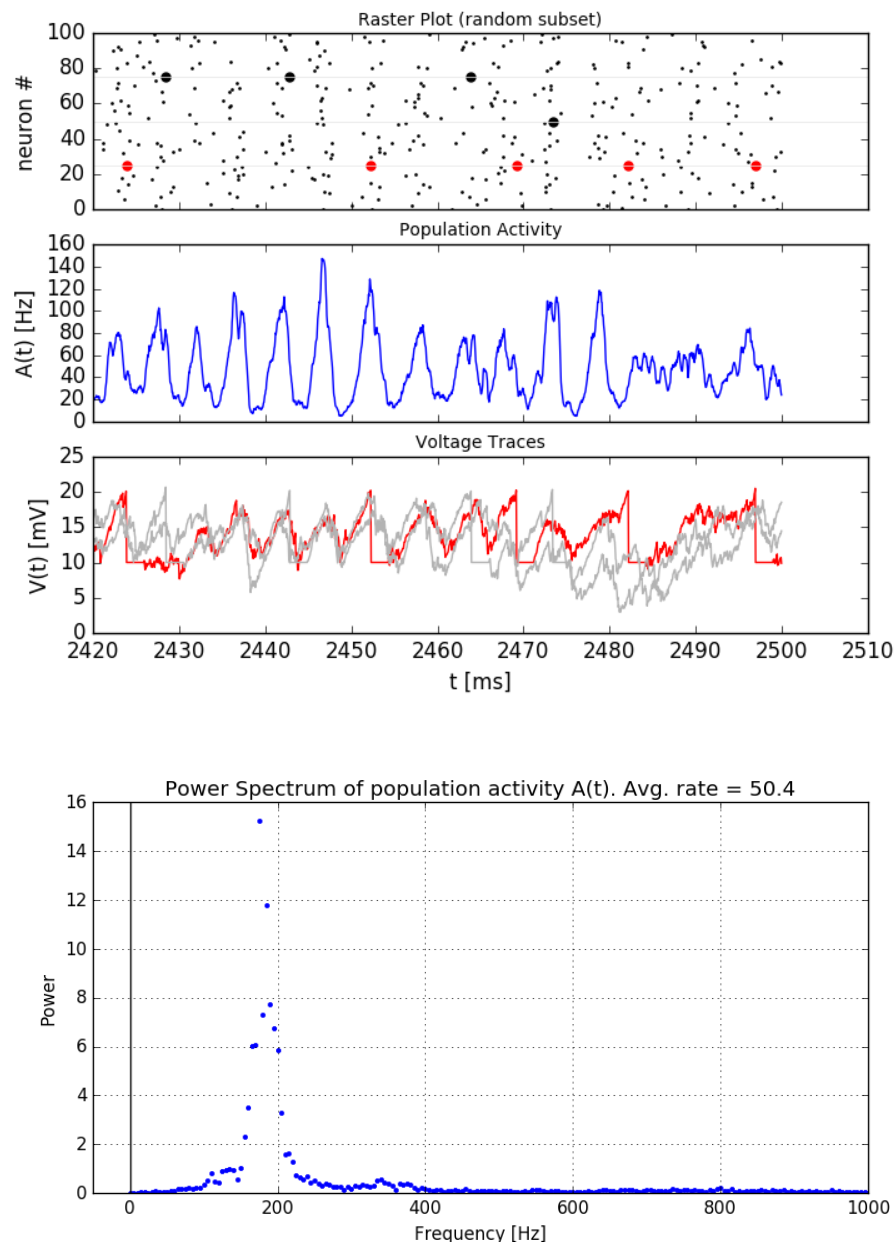 Raster Plot (random subset)
neuron #
100
80
60
40
20
0
Population Activity
A(t) [Hz]
160
140
120
100
80
60
40
20
0
Voltage Traces
V(t) [mV]
25
20
15
10
5
0
2420 2430 2440 2450 2460 2470 2480 2490 2500 2510
t [ms]
Power Spectrum of population activity A(t). Avg. rate = 50.4
Power
16
14
12
10
8
6
4
2
0
0 200 400 600 800 1000
Frequency [Hz]